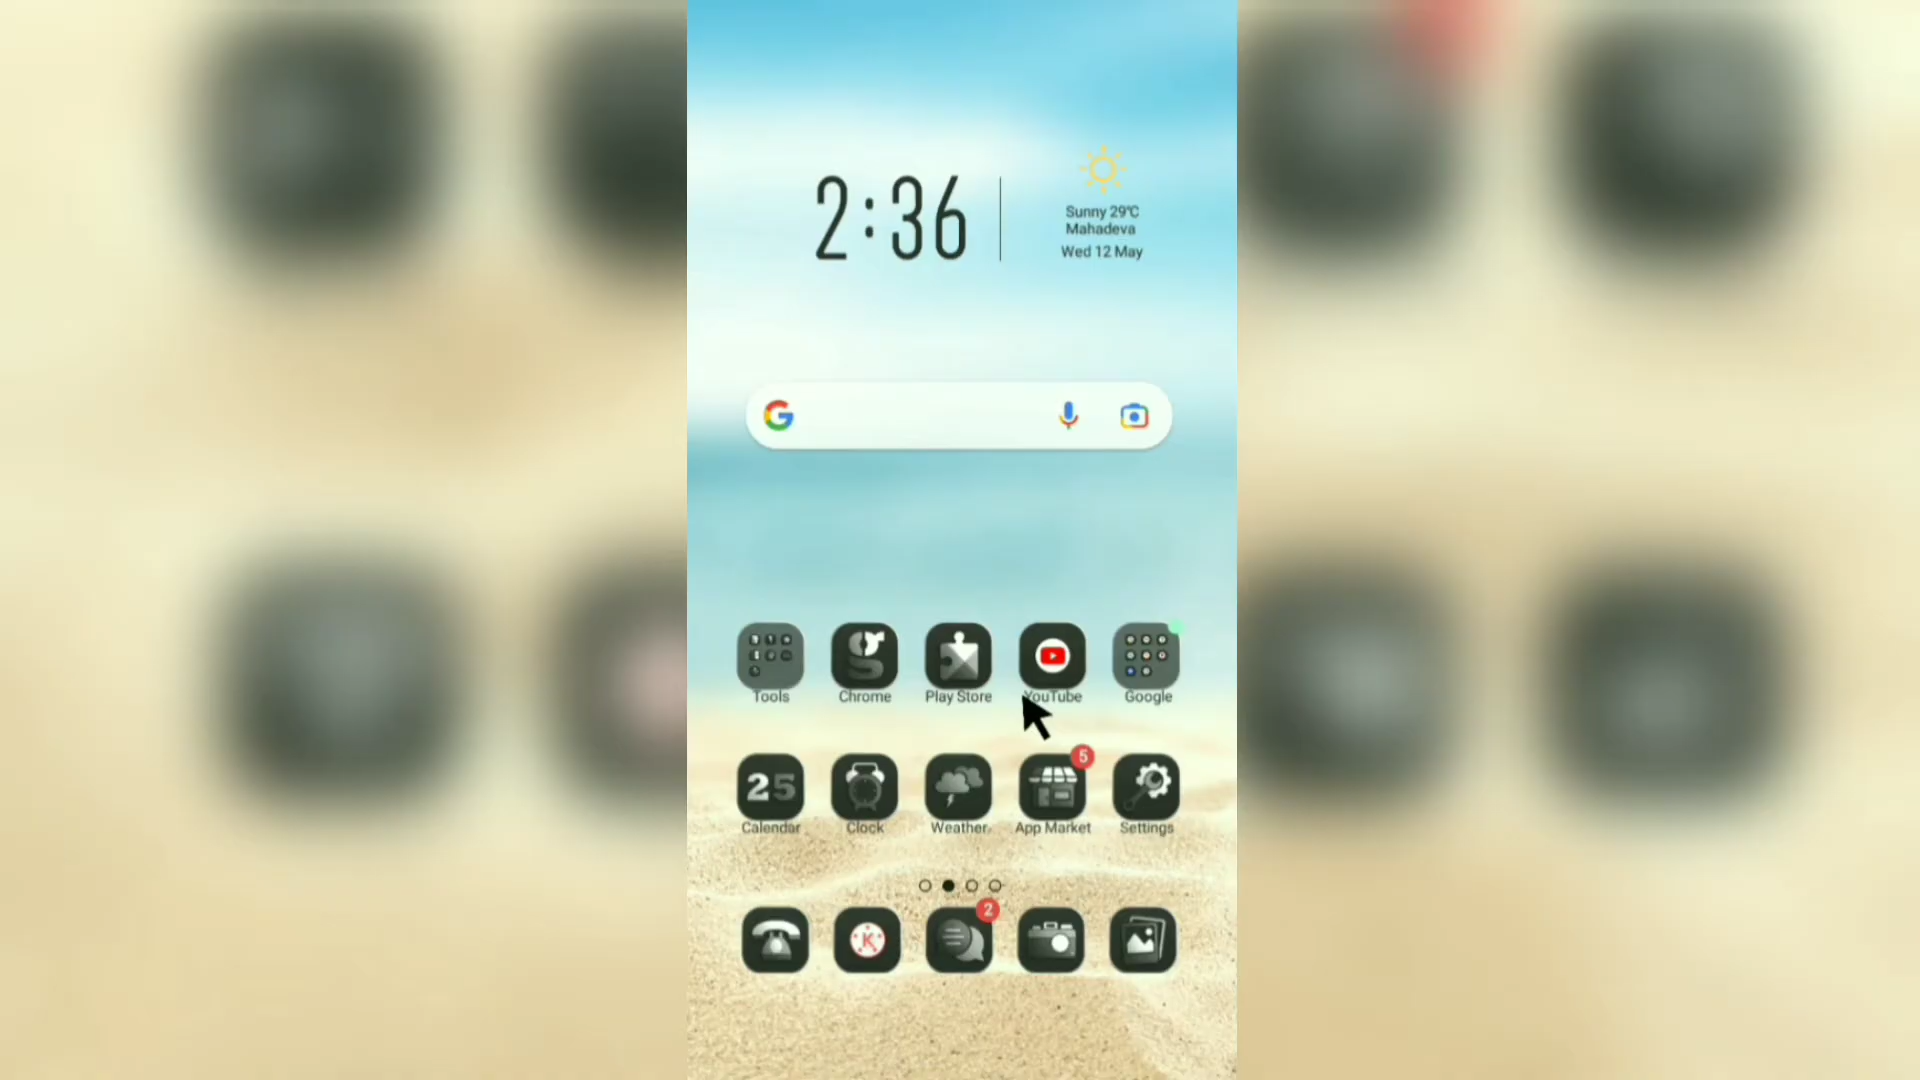 2:36
Sunny 29℃
Mahadeva
Wed 12 May
G
Tools Chrome Play Store YouTube Google
5
25
Calendar Clock Weather App Market Settings
2
K